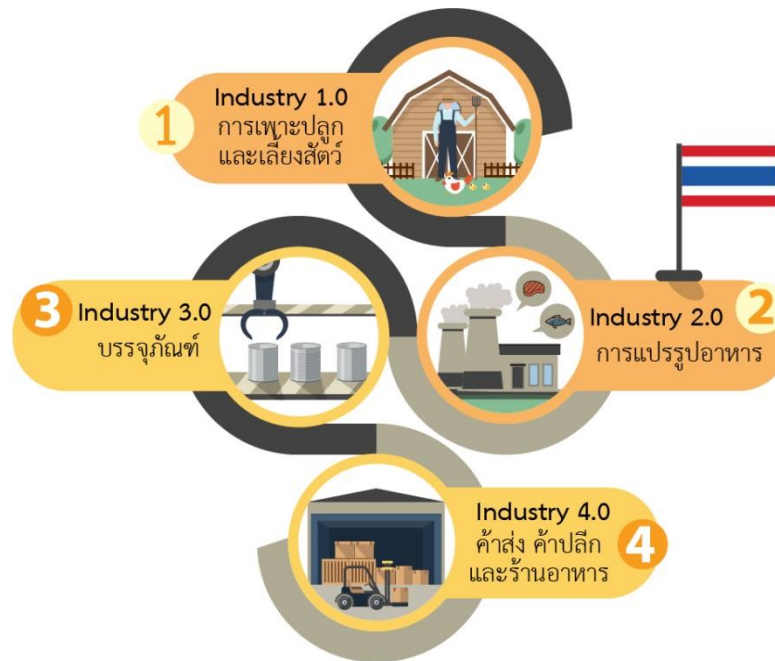 1
Industry 1.0
การเพาะปลูก
และเลี้ยงสัตว์
2
Industry 2.0
การแปรรูปอาหาร
3
Industry 3.0
บรรจุภัณฑ์
Industry 4.0
ค้าส่ง ค้าปลีก
และร้านอาหาร
4